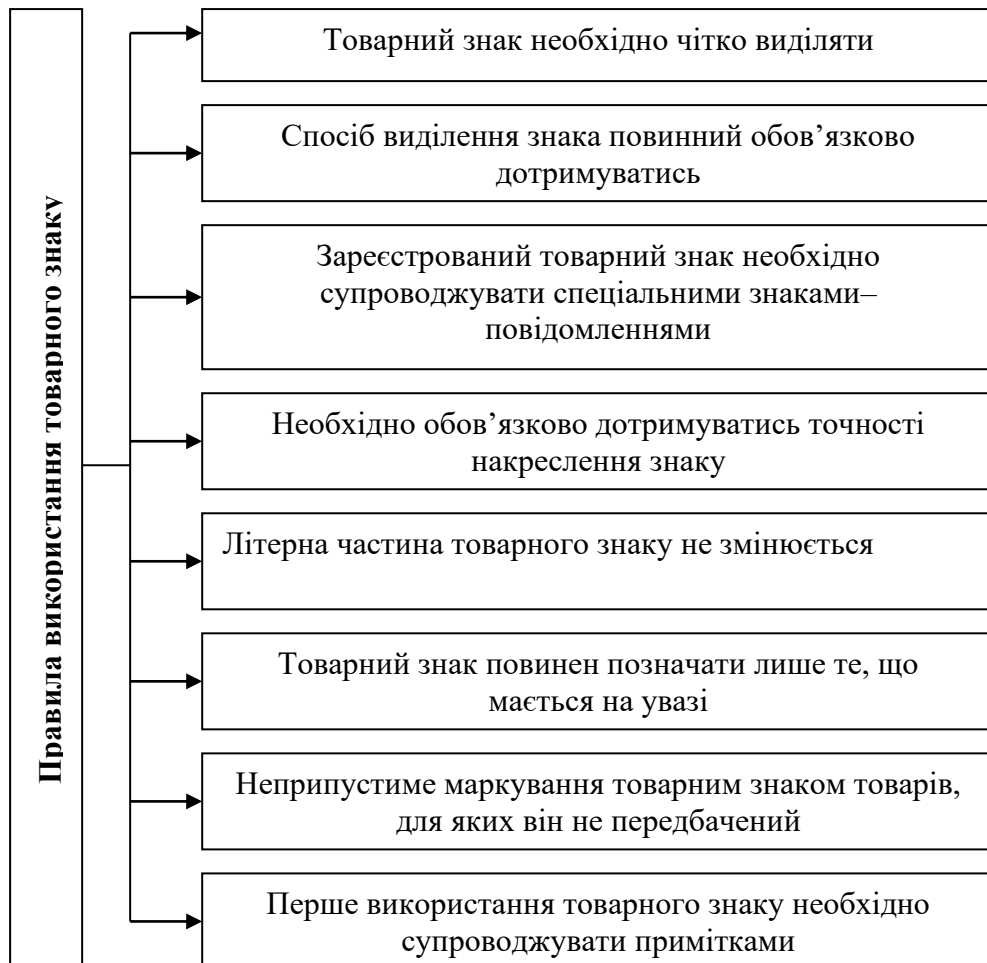 Правила використання товарного знаку
Товарний знак необхідно чітко виділяти
Спосіб виділення знака повинний обов’язково
дотримуватись
Зареєстрований товарний знак необхідно
супроводжувати спеціальними знаками–
повідомленнями
Необхідно обов’язково дотримуватись точності
накреслення знаку
Літерна частина товарного знаку не змінюється
Товарний знак повинен позначати лише те, що
мається на увазі
Неприпустиме маркування товарним знаком товарів,
для яких він не передбачений
Перше використання товарного знаку необхідно
супроводжувати примітками